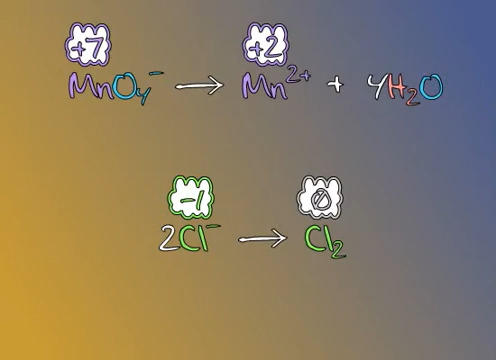 +7 +2
MnO₄⁻ → Mn²⁺ + 4H₂O
-1 0
2Cl⁻ → Cl₂